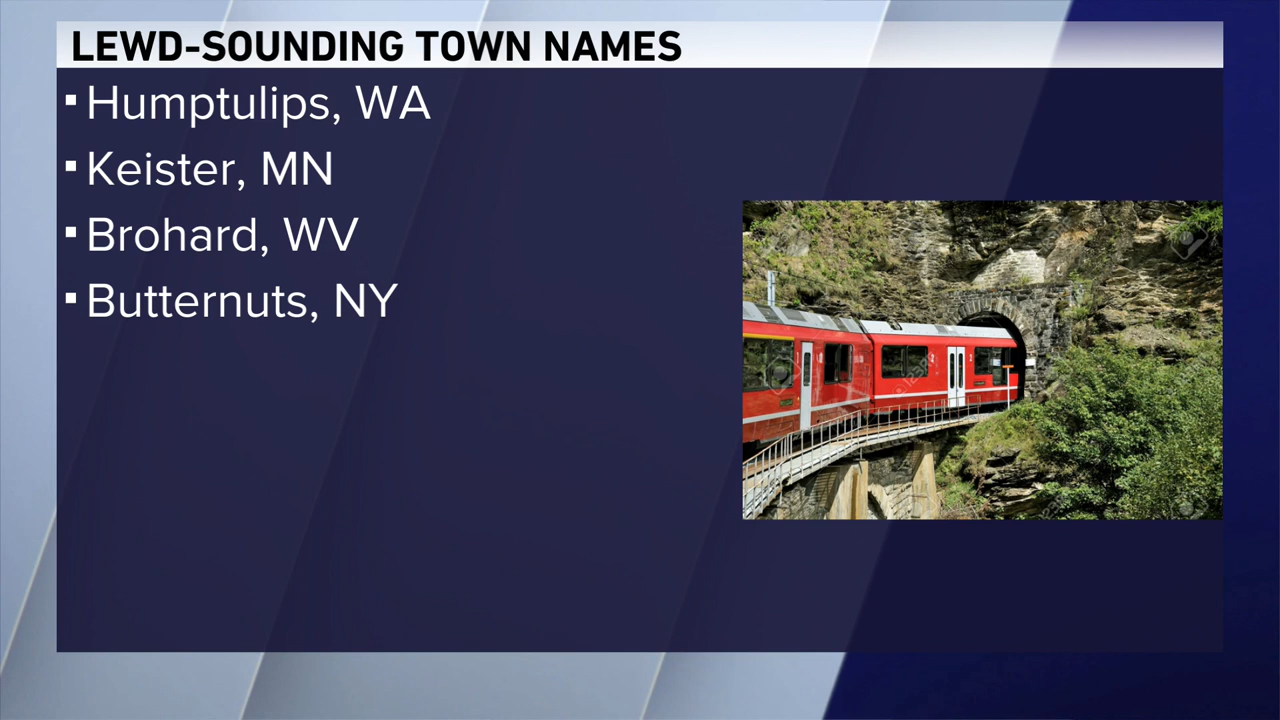 LEWD-SOUNDING TOWN NAMES
▪ Humptulips, WA
▪ Keister, MN
▪ Brohard, WV
▪ Butternuts, NY